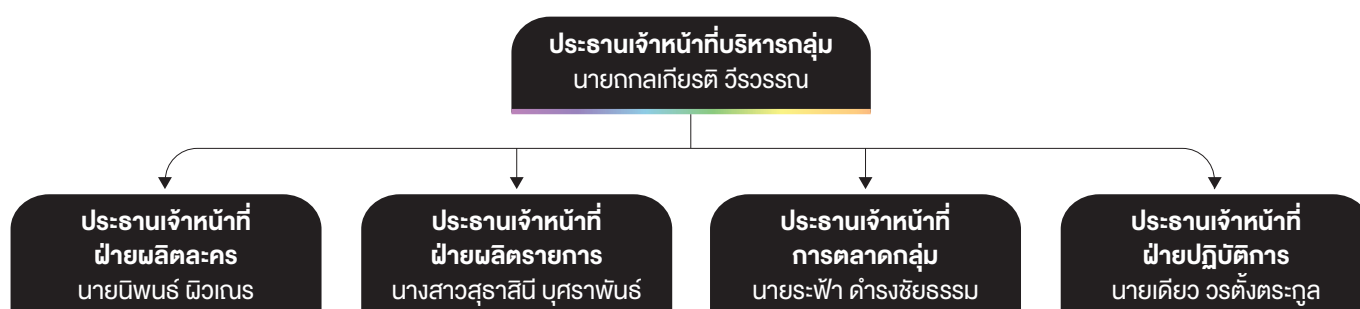 ประธานเจ้าหน้าที่บริหารกลุ่ม
นายถกลเกียรติ วีรวรรณ
ประธานเจ้าหน้าที่
ฝ่ายผลิตละคร
นายนิพนธ์ ผิวเณร
ประธานเจ้าหน้าที่
ฝ่ายผลิตรายการ
นางสาวสุธาสินี บุศราพันธ์
ประธานเจ้าหน้าที่
การตลาดกลุ่ม
นายระฟ้า ดำรงชัยธรรม
ประธานเจ้าหน้าที่
ฝ่ายปฏิบัติการ
นายเดียว วรตั้งตระกูล